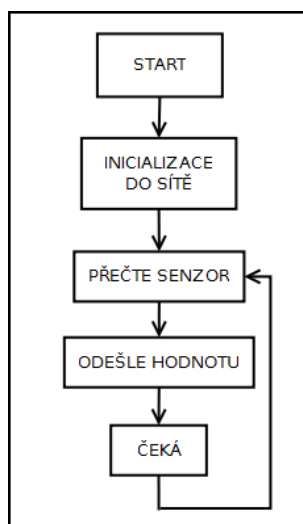 START
INICIALIZACE
DO SÍTĚ
PŘEČTE SENZOR
ODEŠLE HODNOTU
ČEKÁ